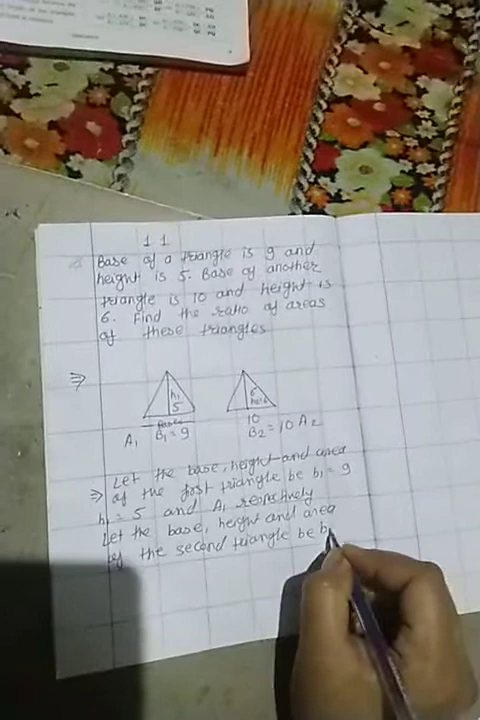 1 1
Base of a triangle is 9 and
height is 5. Base of another
triangle is 10 and height is
6. Find the ratio of areas
of these triangles
⇒
h₁
5
6
A₁
B₁ = 9
10
B₂ = 10 A₂
Let the base, height and area
⇒ of the first triangle be b₁ = 9
h₁ = 5 and A₁ respectively
Let the base, height and area
of the second triangle be b